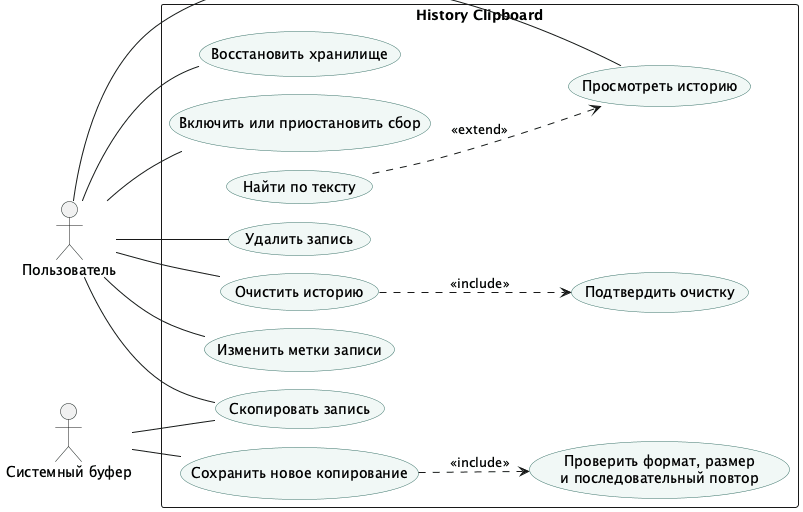 History Clipboard
Восстановить хранилище
Просмотреть историю
Включить или приостановить сбор
«extend»
Найти по тексту
Удалить запись
Пользователь
Очистить историю
«include»
Подтвердить очистку
Изменить метки записи
Скопировать запись
Системный буфер
Сохранить новое копирование
«include»
Проверить формат, размер
и последовательный повтор